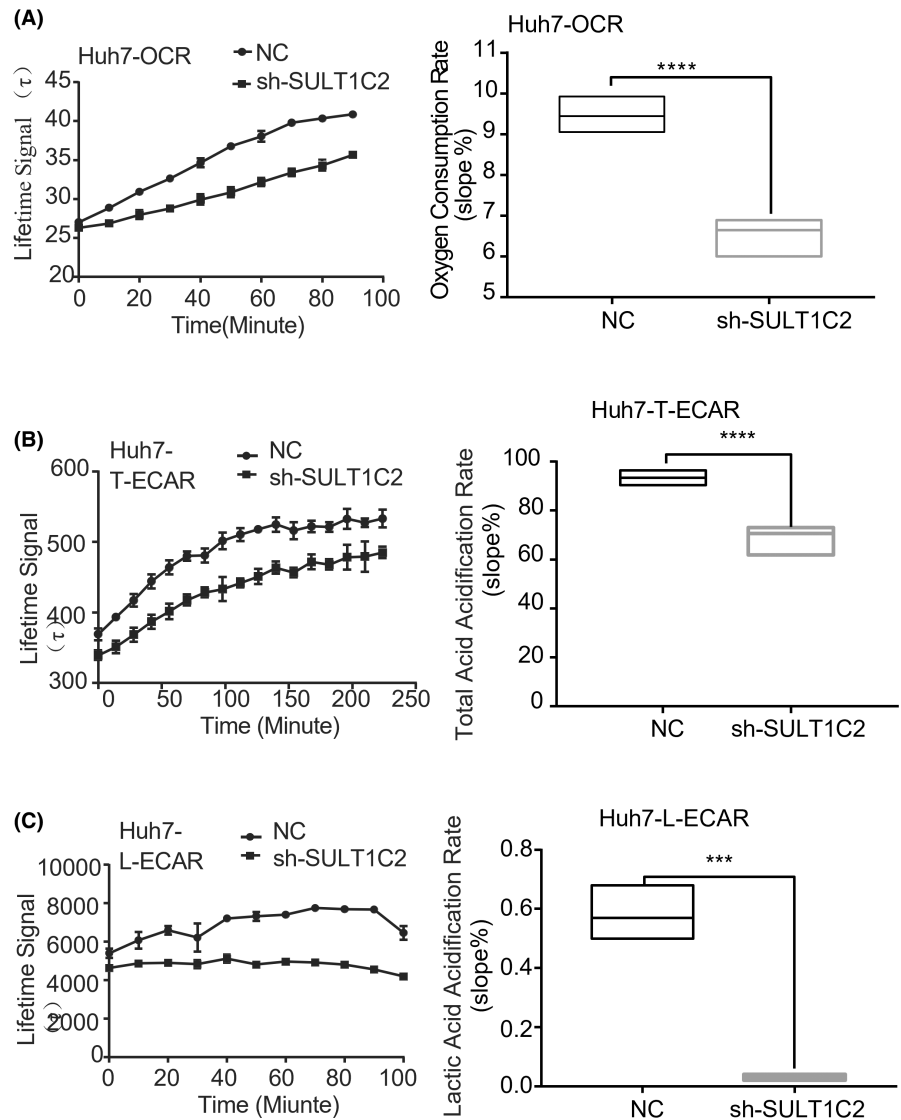 (A)
Huh7-OCR
NC
sh-SULT1C2
Lifetime Signal (τ)
45
40
35
30
25
20
0 20 40 60 80 100
Time(Minute)
Huh7-OCR
****
Oxygen Consumption Rate
(slope %)
11
10
9
8
7
6
5
NC sh-SULT1C2
(B)
Huh7-
T-ECAR
NC
sh-SULT1C2
Lifetime Signal
(τ)
600
500
400
300
0 50 100 150 200 250
Time (Minute)
Huh7-T-ECAR
****
Total Acid Acidification Rate
(slope%)
100
80
60
40
20
0
NC sh-SULT1C2
(C)
Huh7-
L-ECAR
NC
sh-SULT1C2
Lifetime Signal
(τ)
10000
8000
6000
4000
2000
0
0 20 40 60 80 100
Time (Miunte)
Huh7-L-ECAR
***
Lactic Acid Acidification Rate
(slope%)
0.8
0.6
0.4
0.2
0.0
NC sh-SULT1C2